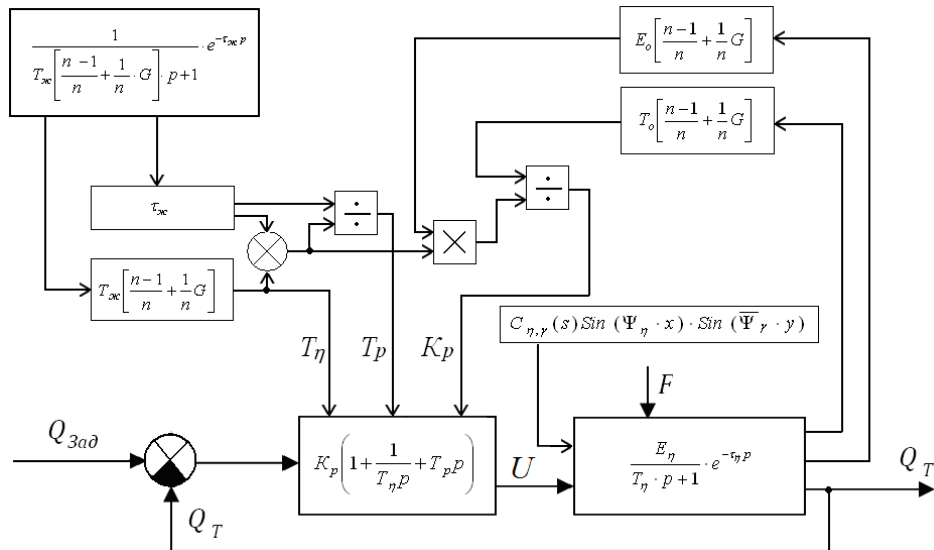 1 / (T_ж[(n−1)/n + (1/n)·G]·p+1) · e^(−τ_ж p)
E_o[(n−1)/n + (1/n)G]
T_o[(n−1)/n + (1/n)G]
÷
÷
τ_ж
×
T_ж[(n−1)/n + (1/n)G]
C_η,γ (s) Sin (Ψ_η · x) · Sin (Ψ̅_γ · y)
T_η
T_p
K_p
F
Q_Зад
K_p(1 + 1/(T_η p) + T_p p)
U
E_η / (T_η · p+1) · e^(−τ_η p)
Q_T
Q_T